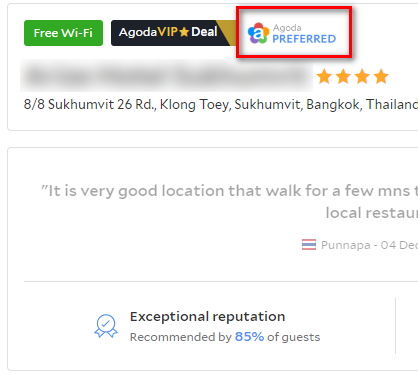 Free Wi-Fi AgodaVIP★Deal Agoda PREFERRED
8/8 Sukhumvit 26 Rd., Klong Toey, Sukhumvit, Bangkok, Thailand
"It is very good location that walk for a few mns
local restau
Punnapa - 04 Dec
Exceptional reputation
Recommended by 85% of guests